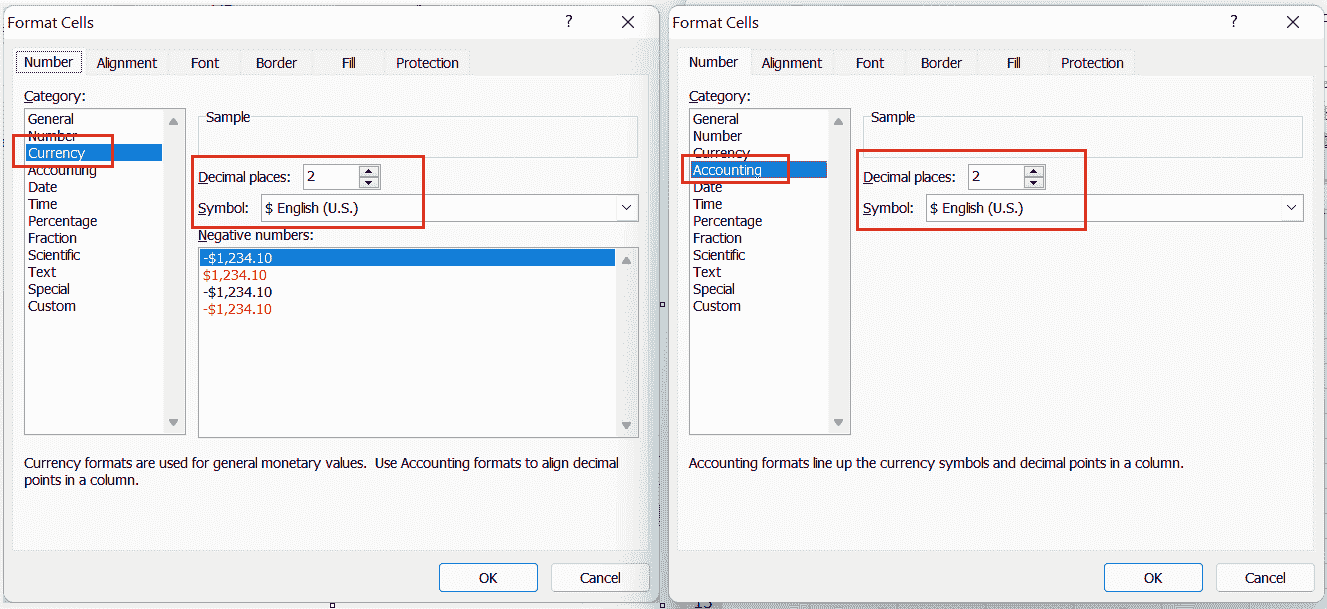 Format Cells ?
Number Alignment Font Border Fill Protection
Category:
General
Number
Currency
Accounting
Date
Time
Percentage
Fraction
Scientific
Text
Special
Custom
Sample
Decimal places: 2
Symbol: $ English (U.S.)
Negative numbers:
-$1,234.10
$1,234.10
-$1,234.10
-$1,234.10
Currency formats are used for general monetary values. Use Accounting formats to align decimal
points in a column.
OK Cancel
Format Cells ?
Number Alignment Font Border Fill Protection
Category:
General
Number
Currency
Accounting
Date
Time
Percentage
Fraction
Scientific
Text
Special
Custom
Sample
Decimal places: 2
Symbol: $ English (U.S.)
Accounting formats line up the currency symbols and decimal points in a column.
OK Cancel